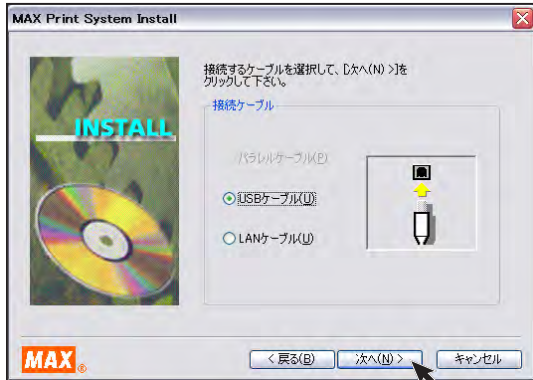 MAX Print System Install
INSTALL
接続するケーブルを選択して、[次へ(N) >]を
クリックして下さい。
接続ケーブル
パラレルケーブル(P)
USBケーブル(U)
LANケーブル(U)
MAX®
< 戻る(B)
次へ(N) >
キャンセル